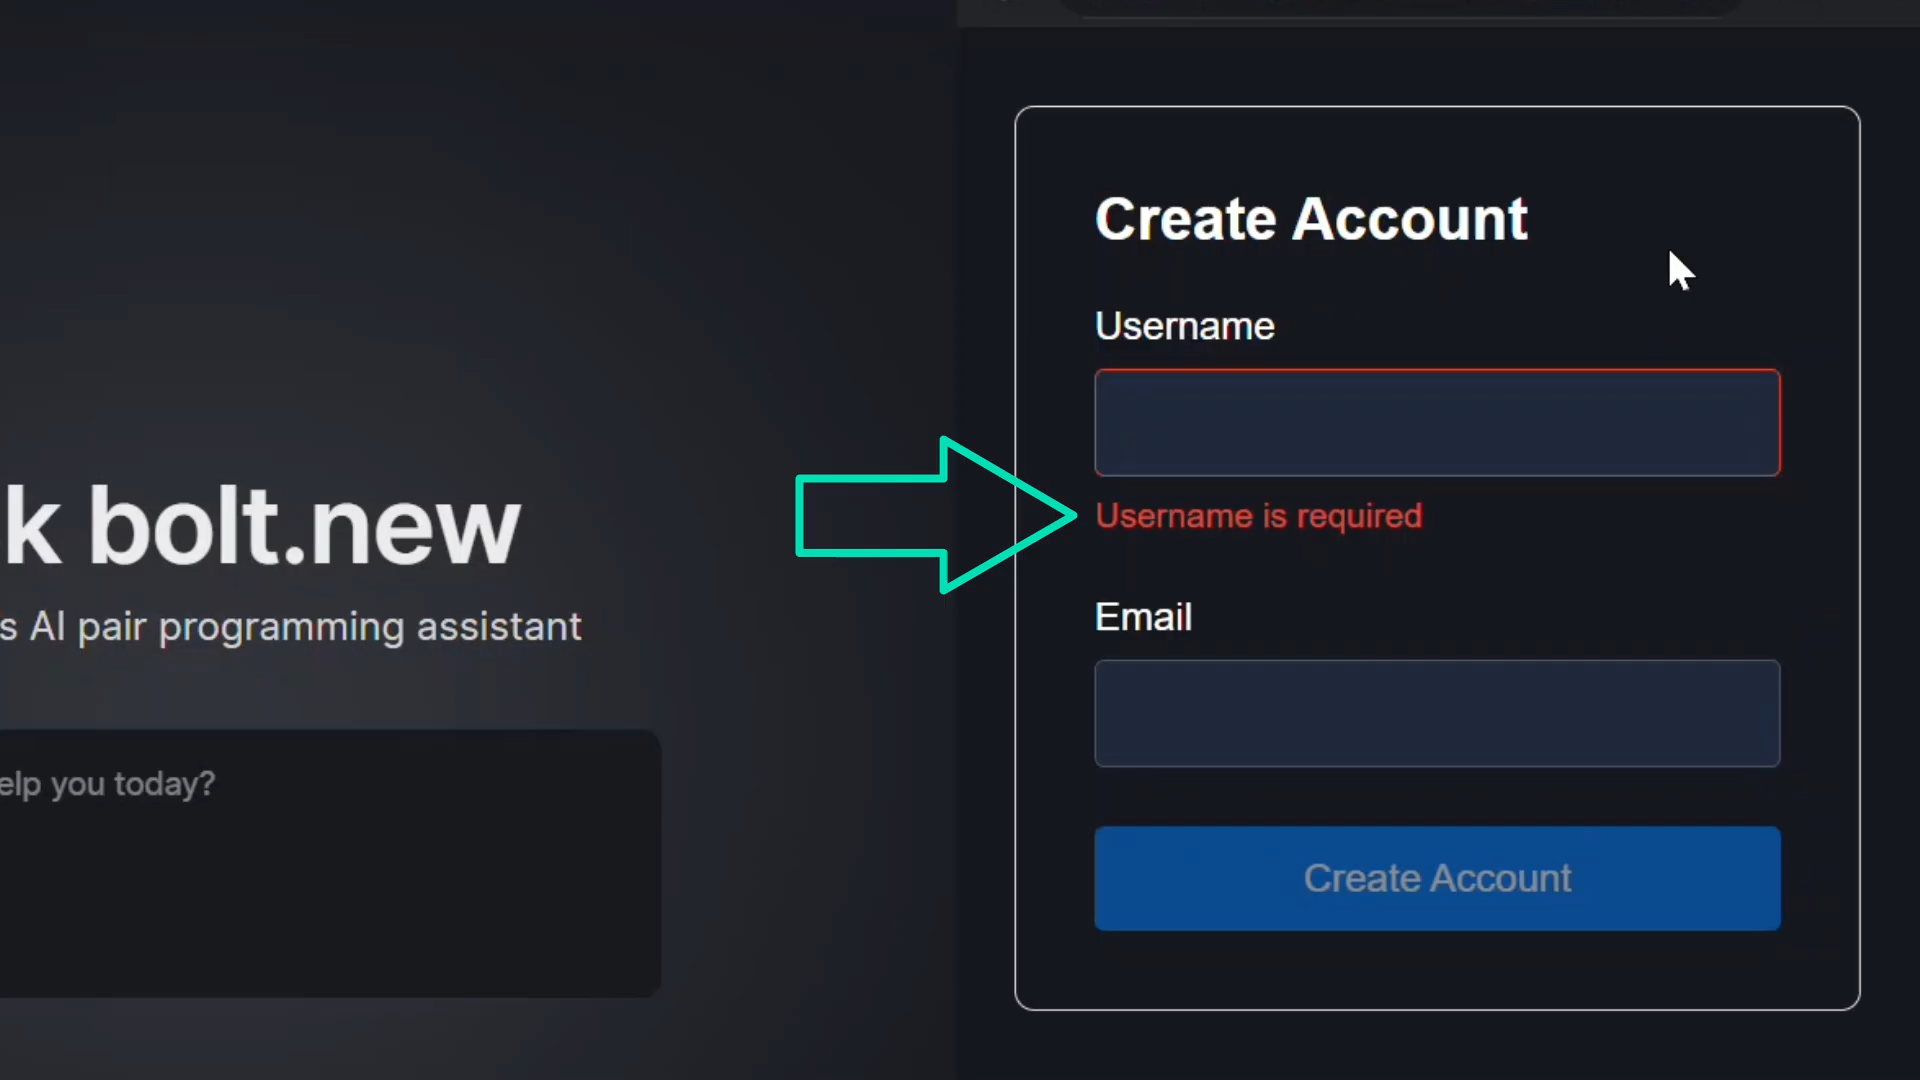 k bolt.new
s AI pair programming assistant
elp you today?
Create Account
Username
Username is required
Email
Create Account